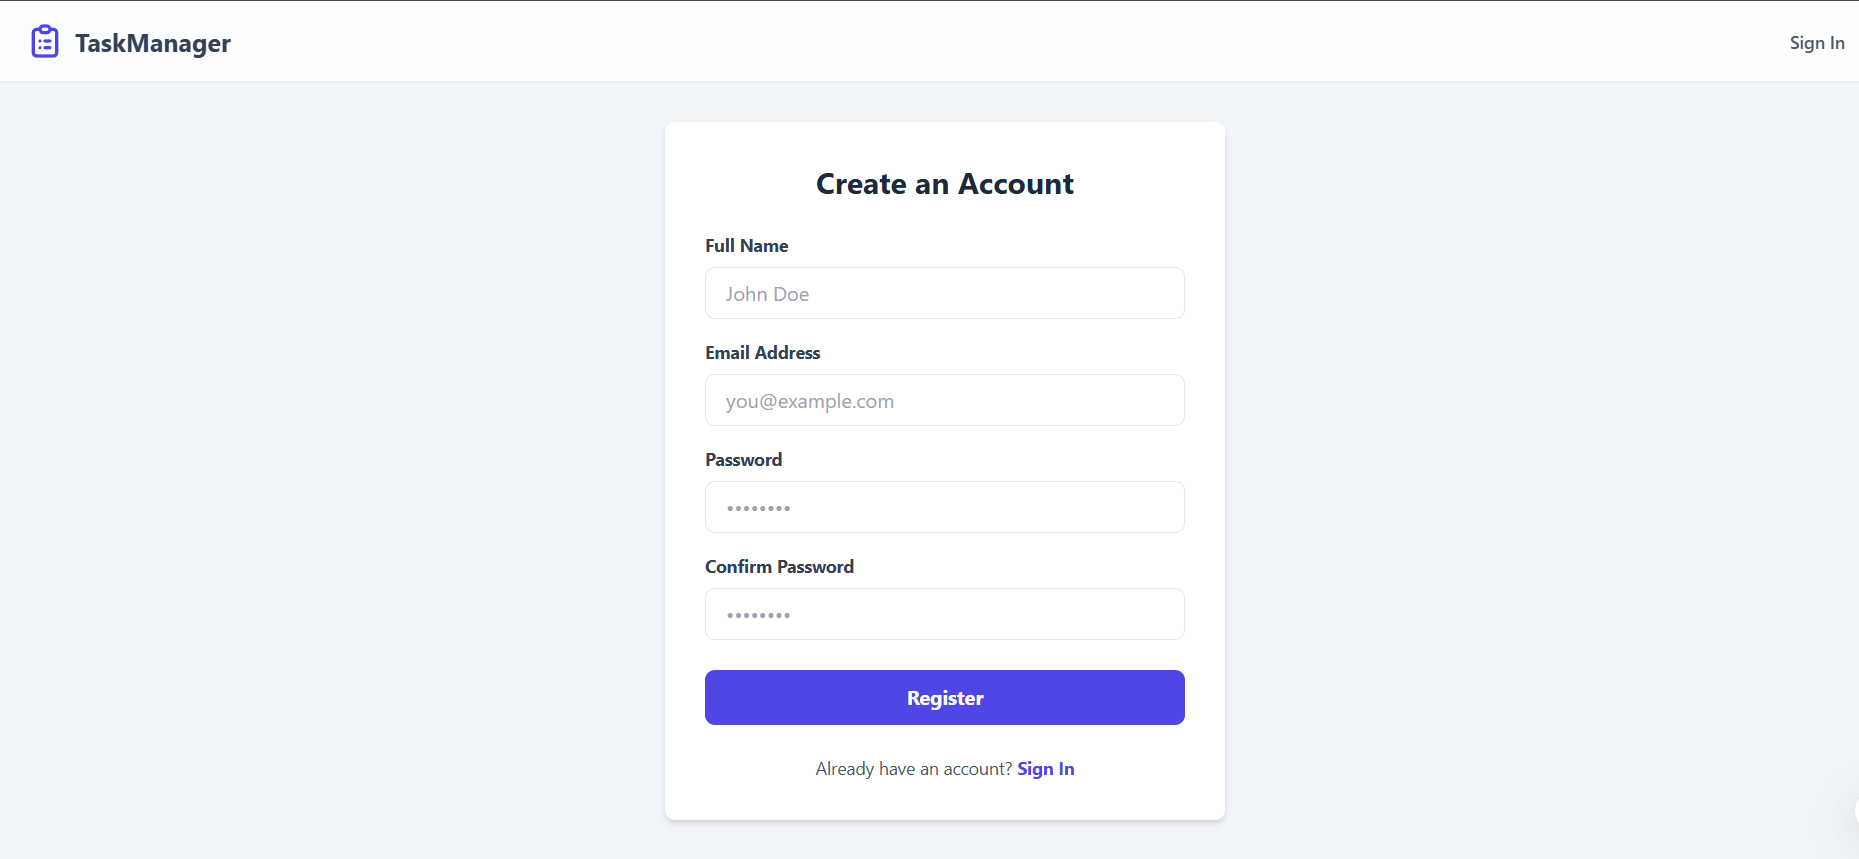 TaskManager
Sign In
Create an Account
Full Name
John Doe
Email Address
you@example.com
Password
••••••••
Confirm Password
••••••••
Register
Already have an account? Sign In